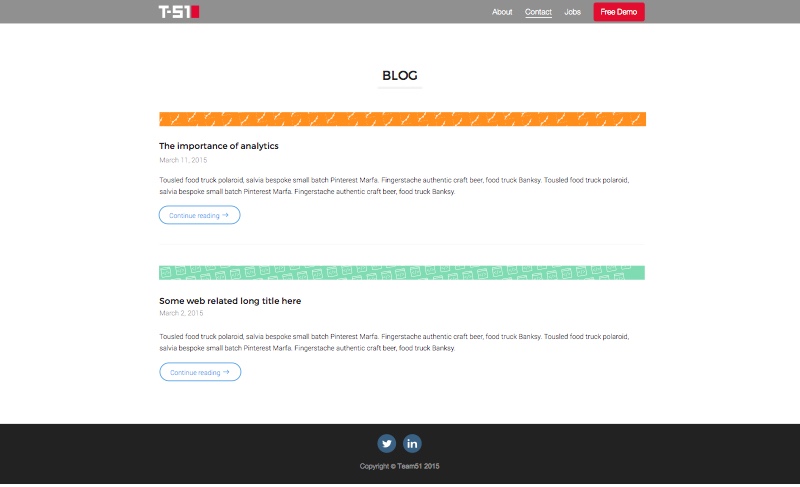 T-51
About Contact Jobs Free Demo
BLOG
The importance of analytics
March 11, 2015
Tousled food truck polaroid, salvia bespoke small batch Pinterest Marfa. Fingerstache authentic craft beer, food truck Banksy. Tousled food truck polaroid,
salvia bespoke small batch Pinterest Marfa. Fingerstache authentic craft beer, food truck Banksy.
Continue reading →
Some web related long title here
March 2, 2015
Tousled food truck polaroid, salvia bespoke small batch Pinterest Marfa. Fingerstache authentic craft beer, food truck Banksy. Tousled food truck polaroid,
salvia bespoke small batch Pinterest Marfa. Fingerstache authentic craft beer, food truck Banksy.
Continue reading →
in
Copyright © Team51 2015